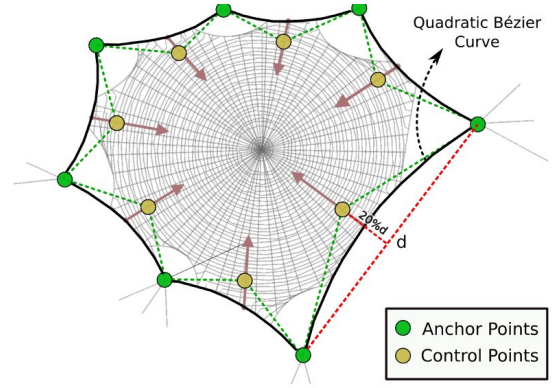 Quadratic Bézier
Curve
20%d
d
Anchor Points
Control Points